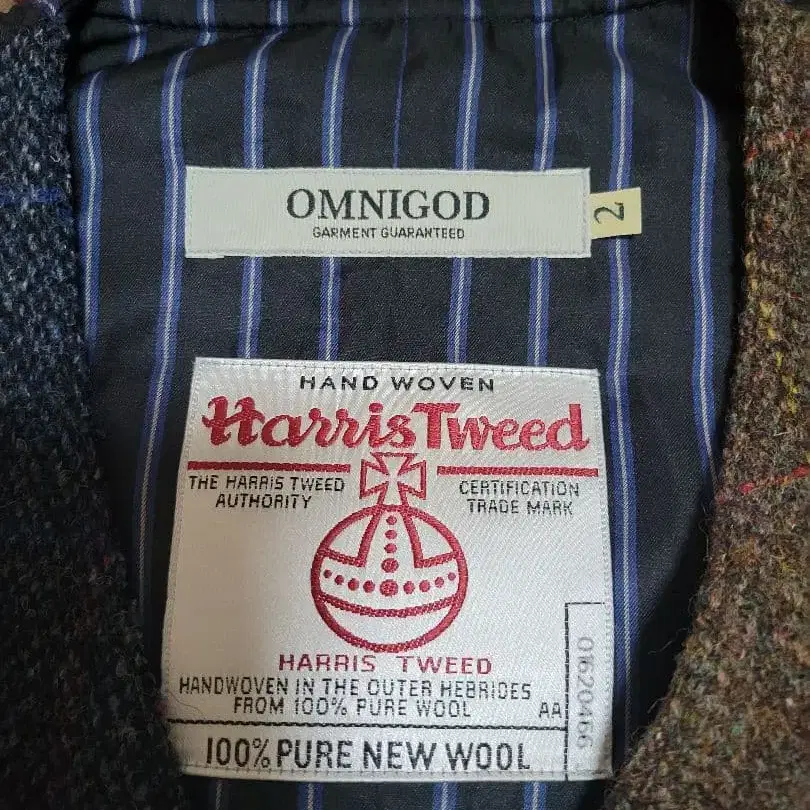 OMNIGOD
GARMENT GUARANTEED
2
HAND WOVEN
Harris Tweed
THE HARRIS TWEED AUTHORITY
CERTIFICATION TRADE MARK
HARRIS TWEED
HANDWOVEN IN THE OUTER HEBRIDES
FROM 100% PURE WOOL
AA
01620466
100% PURE NEW WOOL